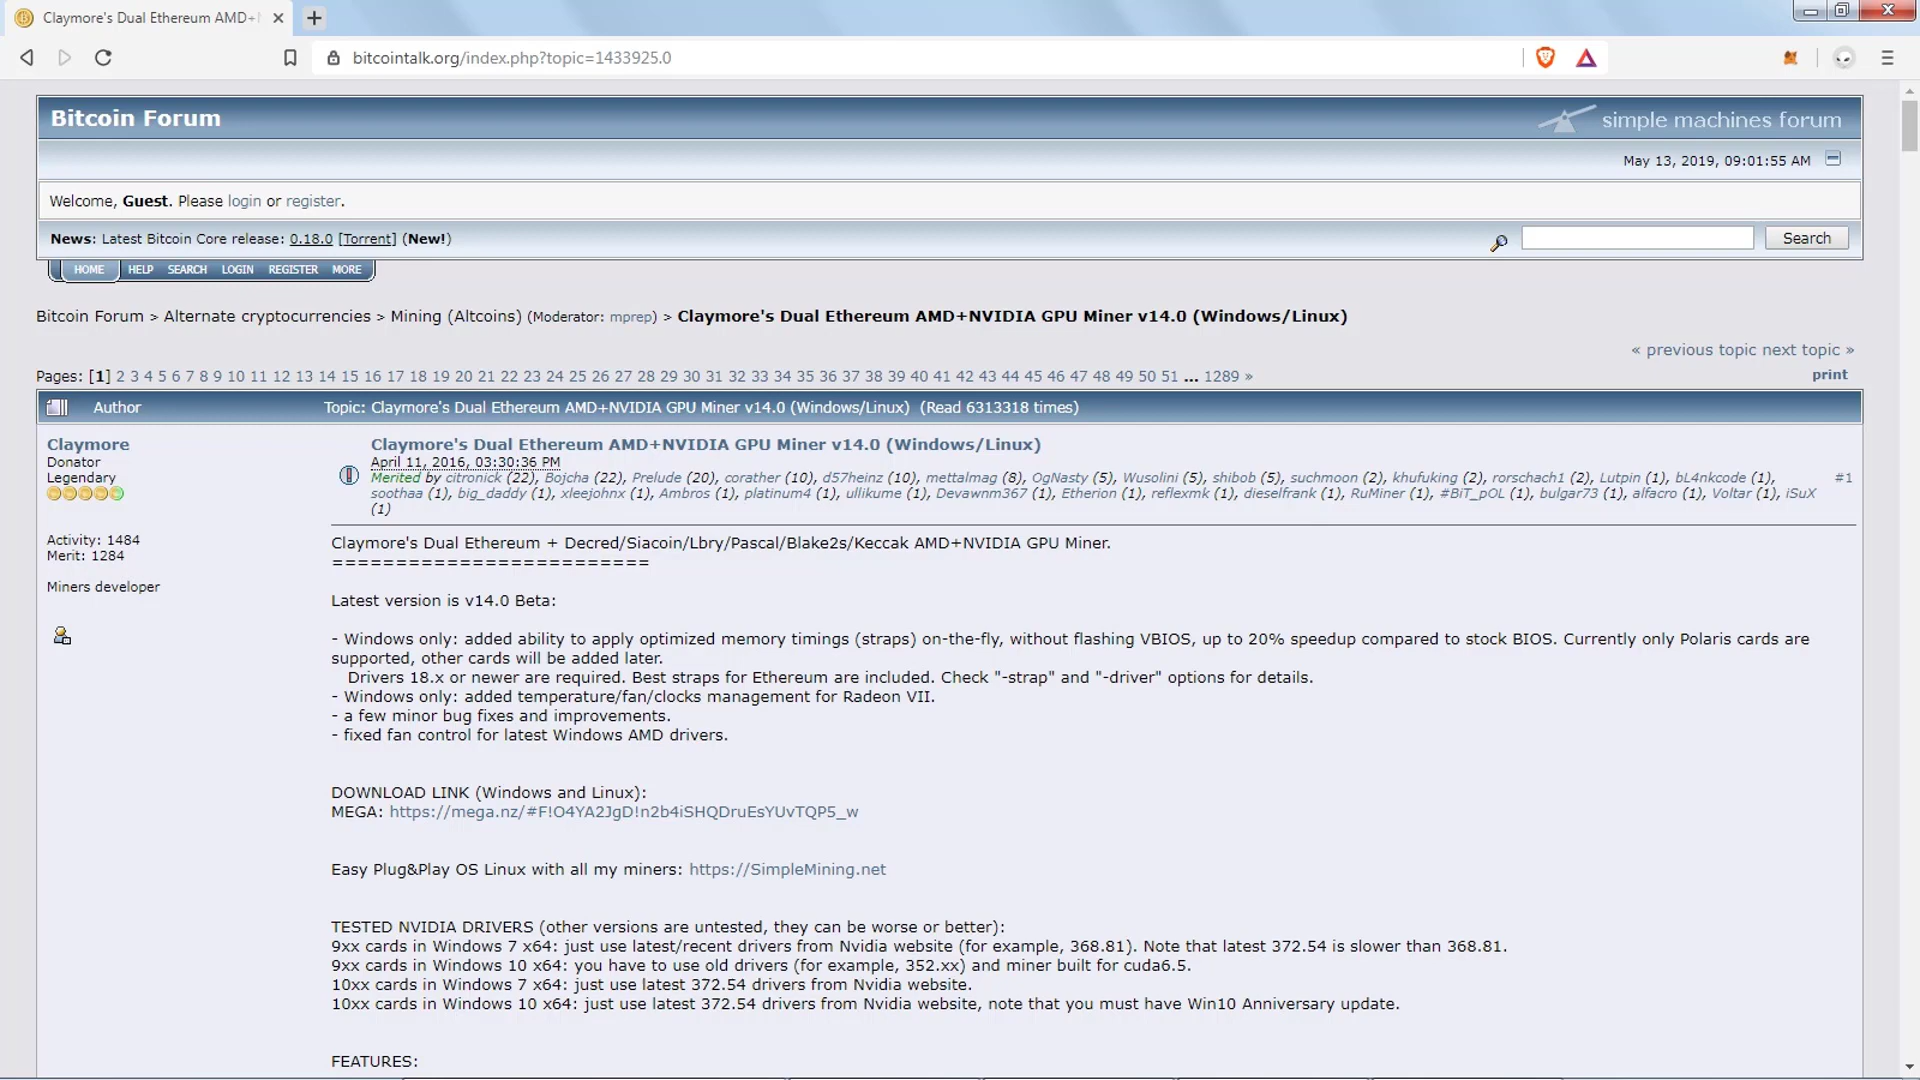 Claymore's Dual Ethereum AMD+
bitcointalk.org/index.php?topic=1433925.0
Bitcoin Forum
simple machines forum
May 13, 2019, 09:01:55 AM
Welcome, Guest. Please login or register.
News: Latest Bitcoin Core release: 0.18.0 [Torrent] (New!)
Search
HOME HELP SEARCH LOGIN REGISTER MORE
Bitcoin Forum > Alternate cryptocurrencies > Mining (Altcoins) (Moderator: mprep) > Claymore's Dual Ethereum AMD+NVIDIA GPU Miner v14.0 (Windows/Linux)
« previous topic next topic »
Pages: [1] 2 3 4 5 6 7 8 9 10 11 12 13 14 15 16 17 18 19 20 21 22 23 24 25 26 27 28 29 30 31 32 33 34 35 36 37 38 39 40 41 42 43 44 45 46 47 48 49 50 51 ... 1289 »
print
Author
Topic: Claymore's Dual Ethereum AMD+NVIDIA GPU Miner v14.0 (Windows/Linux) (Read 6313318 times)
Claymore
Donator
Legendary
Activity: 1484
Merit: 1284
Miners developer
Claymore's Dual Ethereum AMD+NVIDIA GPU Miner v14.0 (Windows/Linux)
April 11, 2016, 03:30:36 PM
Merited by citronick (22), Bojcha (22), Prelude (20), corather (10), d57heinz (10), mettalmag (8), OgNasty (5), Wusolini (5), shibob (5), suchmoon (2), khufuking (2), rorschach1 (2), Lutpin (1), bL4nkcode (1),
#1
soothaa (1), big_daddy (1), xleejohnx (1), Ambros (1), platinum4 (1), ullikume (1), Devawnm367 (1), Etherion (1), reflexmk (1), dieselfrank (1), RuMiner (1), #BiT_pOL (1), bulgar73 (1), alfacro (1), Voltar (1), iSuX
(1)
Claymore's Dual Ethereum + Decred/Siacoin/Lbry/Pascal/Blake2s/Keccak AMD+NVIDIA GPU Miner.
=========================
Latest version is v14.0 Beta:
- Windows only: added ability to apply optimized memory timings (straps) on-the-fly, without flashing VBIOS, up to 20% speedup compared to stock BIOS. Currently only Polaris cards are
supported, other cards will be added later.
Drivers 18.x or newer are required. Best straps for Ethereum are included. Check "-strap" and "-driver" options for details.
- Windows only: added temperature/fan/clocks management for Radeon VII.
- a few minor bug fixes and improvements.
- fixed fan control for latest Windows AMD drivers.
DOWNLOAD LINK (Windows and Linux):
MEGA: https://mega.nz/#F!O4YA2JgD!n2b4iSHQDruEsYUvTQP5_w
Easy Plug&Play OS Linux with all my miners: https://SimpleMining.net
TESTED NVIDIA DRIVERS (other versions are untested, they can be worse or better):
9xx cards in Windows 7 x64: just use latest/recent drivers from Nvidia website (for example, 368.81). Note that latest 372.54 is slower than 368.81.
9xx cards in Windows 10 x64: you have to use old drivers (for example, 352.xx) and miner built for cuda6.5.
10xx cards in Windows 7 x64: just use latest 372.54 drivers from Nvidia website.
10xx cards in Windows 10 x64: just use latest 372.54 drivers from Nvidia website, note that you must have Win10 Anniversary update.
FEATURES: